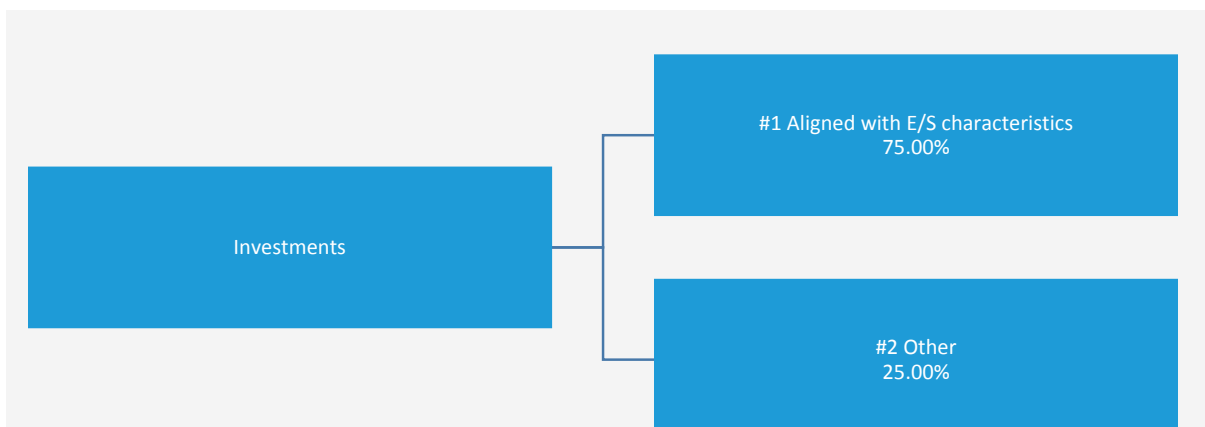 Investments
#1 Aligned with E/S characteristics
75.00%
#2 Other
25.00%